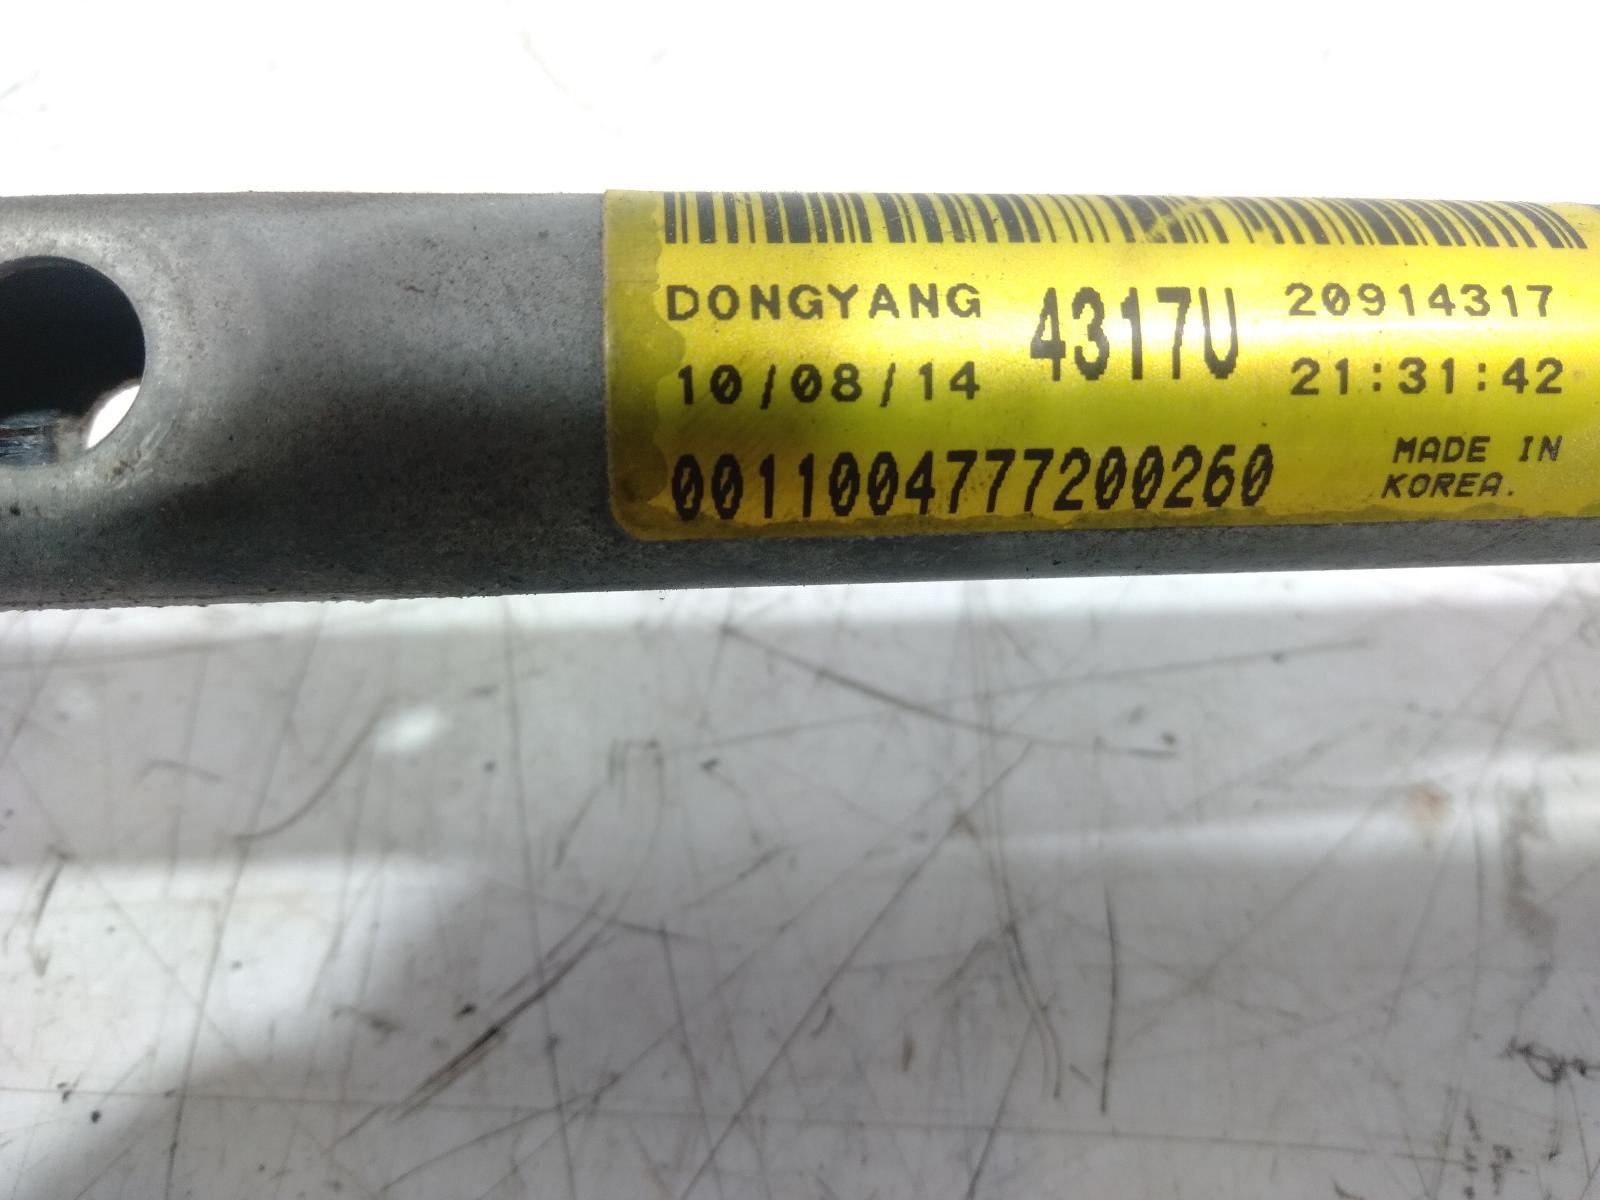 DONGYANG 4317U 20914317
10/08/14 21:31:42
0011004777200260 MADE IN
KOREA.